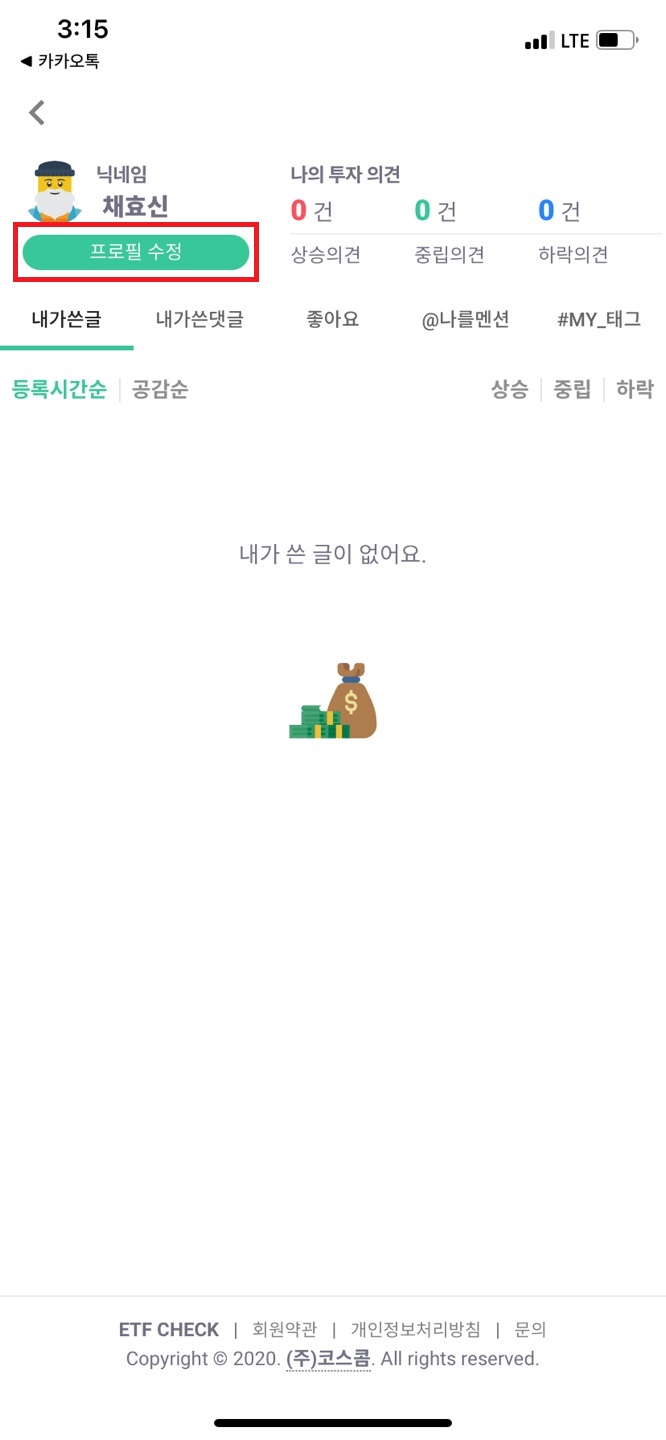 3:15
LTE
◀ 카카오톡
닉네임
채효신
프로필 수정
나의 투자 의견
0 건 0 건 0 건
상승의견 중립의견 하락의견
내가쓴글 내가쓴댓글 좋아요 @나를멘션 #MY_태그
등록시간순 | 공감순 상승 | 중립 | 하락
내가 쓴 글이 없어요.
$
ETF CHECK | 회원약관 | 개인정보처리방침 | 문의
Copyright © 2020. (주)코스콤. All rights reserved.